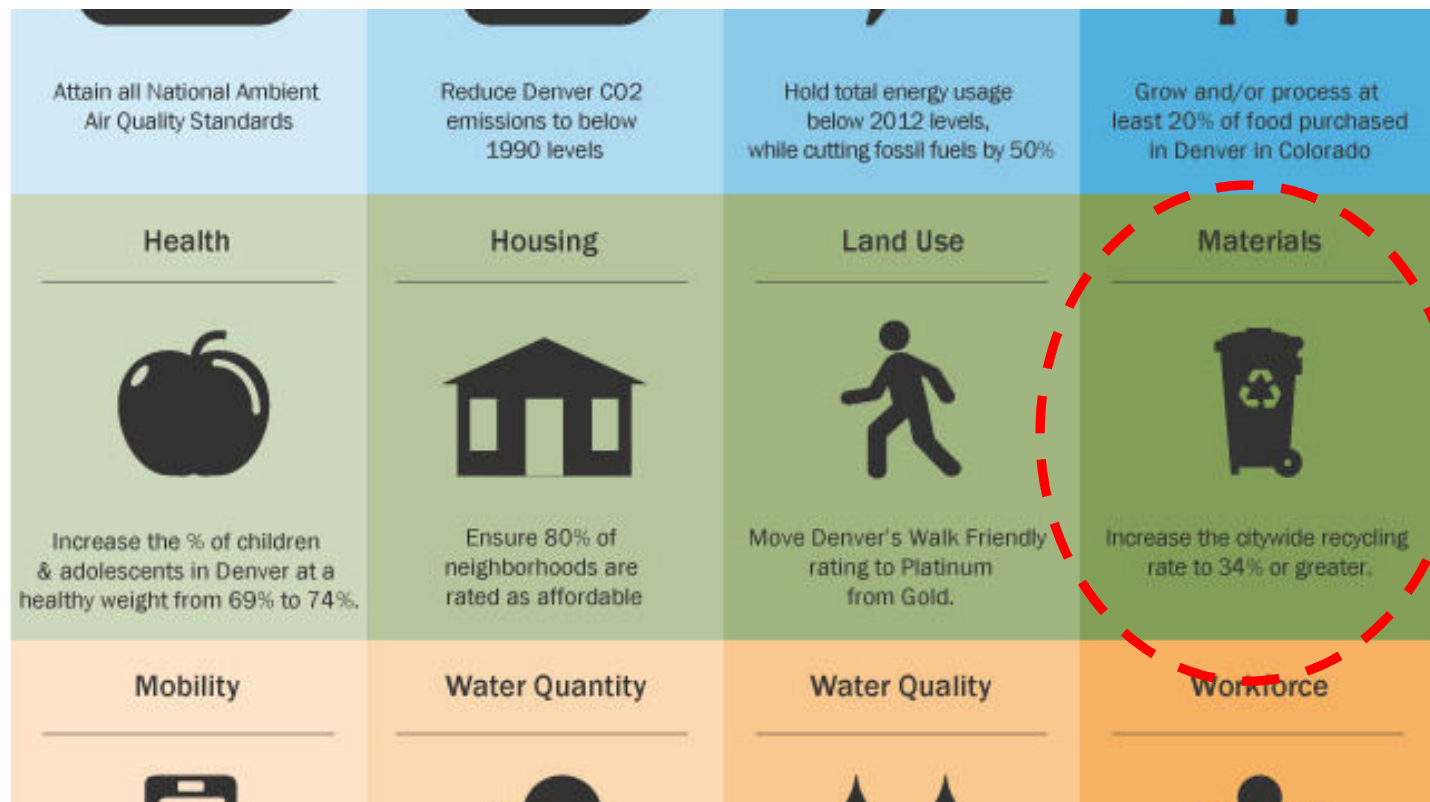 Attain all National Ambient
Air Quality Standards
Reduce Denver CO2
emissions to below
1990 levels
Hold total energy usage
below 2012 levels,
while cutting fossil fuels by 50%
Grow and/or process at
least 20% of food purchased
in Denver in Colorado
Health
Increase the % of children
& adolescents in Denver at a
healthy weight from 69% to 74%.
Housing
Ensure 80% of
neighborhoods are
rated as affordable
Land Use
Move Denver's Walk Friendly
rating to Platinum
from Gold.
Materials
Increase the citywide recycling
rate to 34% or greater.
Mobility
Water Quantity
Water Quality
Workforce